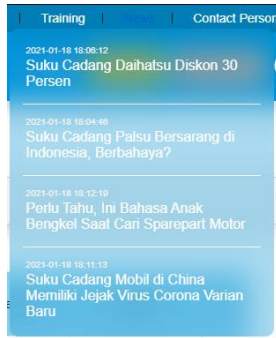 Training | News | Contact Person
2021-01-18 18:06:12
Suku Cadang Daihatsu Diskon 30
Persen
2021-01-18 18:04:46
Suku Cadang Palsu Bersarang di
Indonesia, Berbahaya?
2021-01-18 18:12:19
Perlu Tahu, Ini Bahasa Anak
Bengkel Saat Cari Sparepart Motor
2021-01-18 18:11:13
Suku Cadang Mobil di China
Memiliki Jejak Virus Corona Varian
Baru